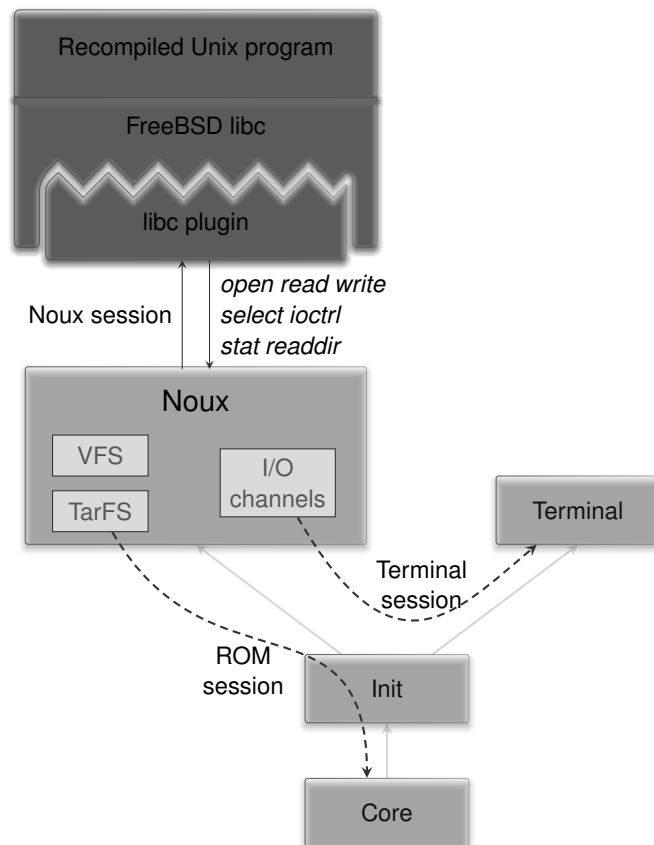 Recompiled Unix program
FreeBSD libc
libc plugin
Noux session
open read write
select ioctrl
stat readdir
Noux
VFS
TarFS
I/O
channels
Terminal
Terminal
session
ROM
session
Init
Core